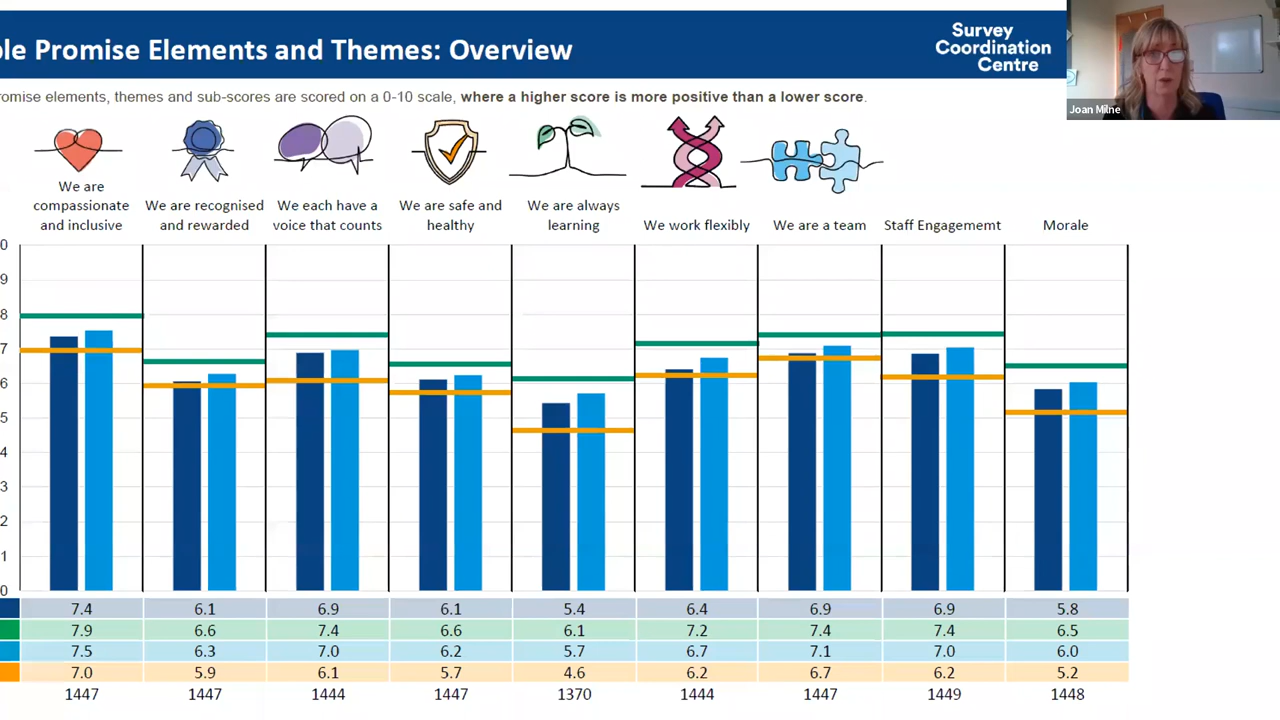 ple Promise Elements and Themes: Overview
Survey
Coordination
Centre
Joan Milne
omise elements, themes and sub-scores are scored on a 0-10 scale, where a higher score is more positive than a lower score.
We are
compassionate
and inclusive
We are recognised
and rewarded
We each have a
voice that counts
We are safe and
healthy
We are always
learning
We work flexibly
We are a team
Staff Engagememt
Morale
0
9
8
7
6
5
4
3
2
1
0
7.4 6.1 6.9 6.1 5.4 6.4 6.9 6.9 5.8
7.9 6.6 7.4 6.6 6.1 7.2 7.4 7.4 6.5
7.5 6.3 7.0 6.2 5.7 6.7 7.1 7.0 6.0
7.0 5.9 6.1 5.7 4.6 6.2 6.7 6.2 5.2
1447 1447 1444 1447 1370 1444 1447 1449 1448